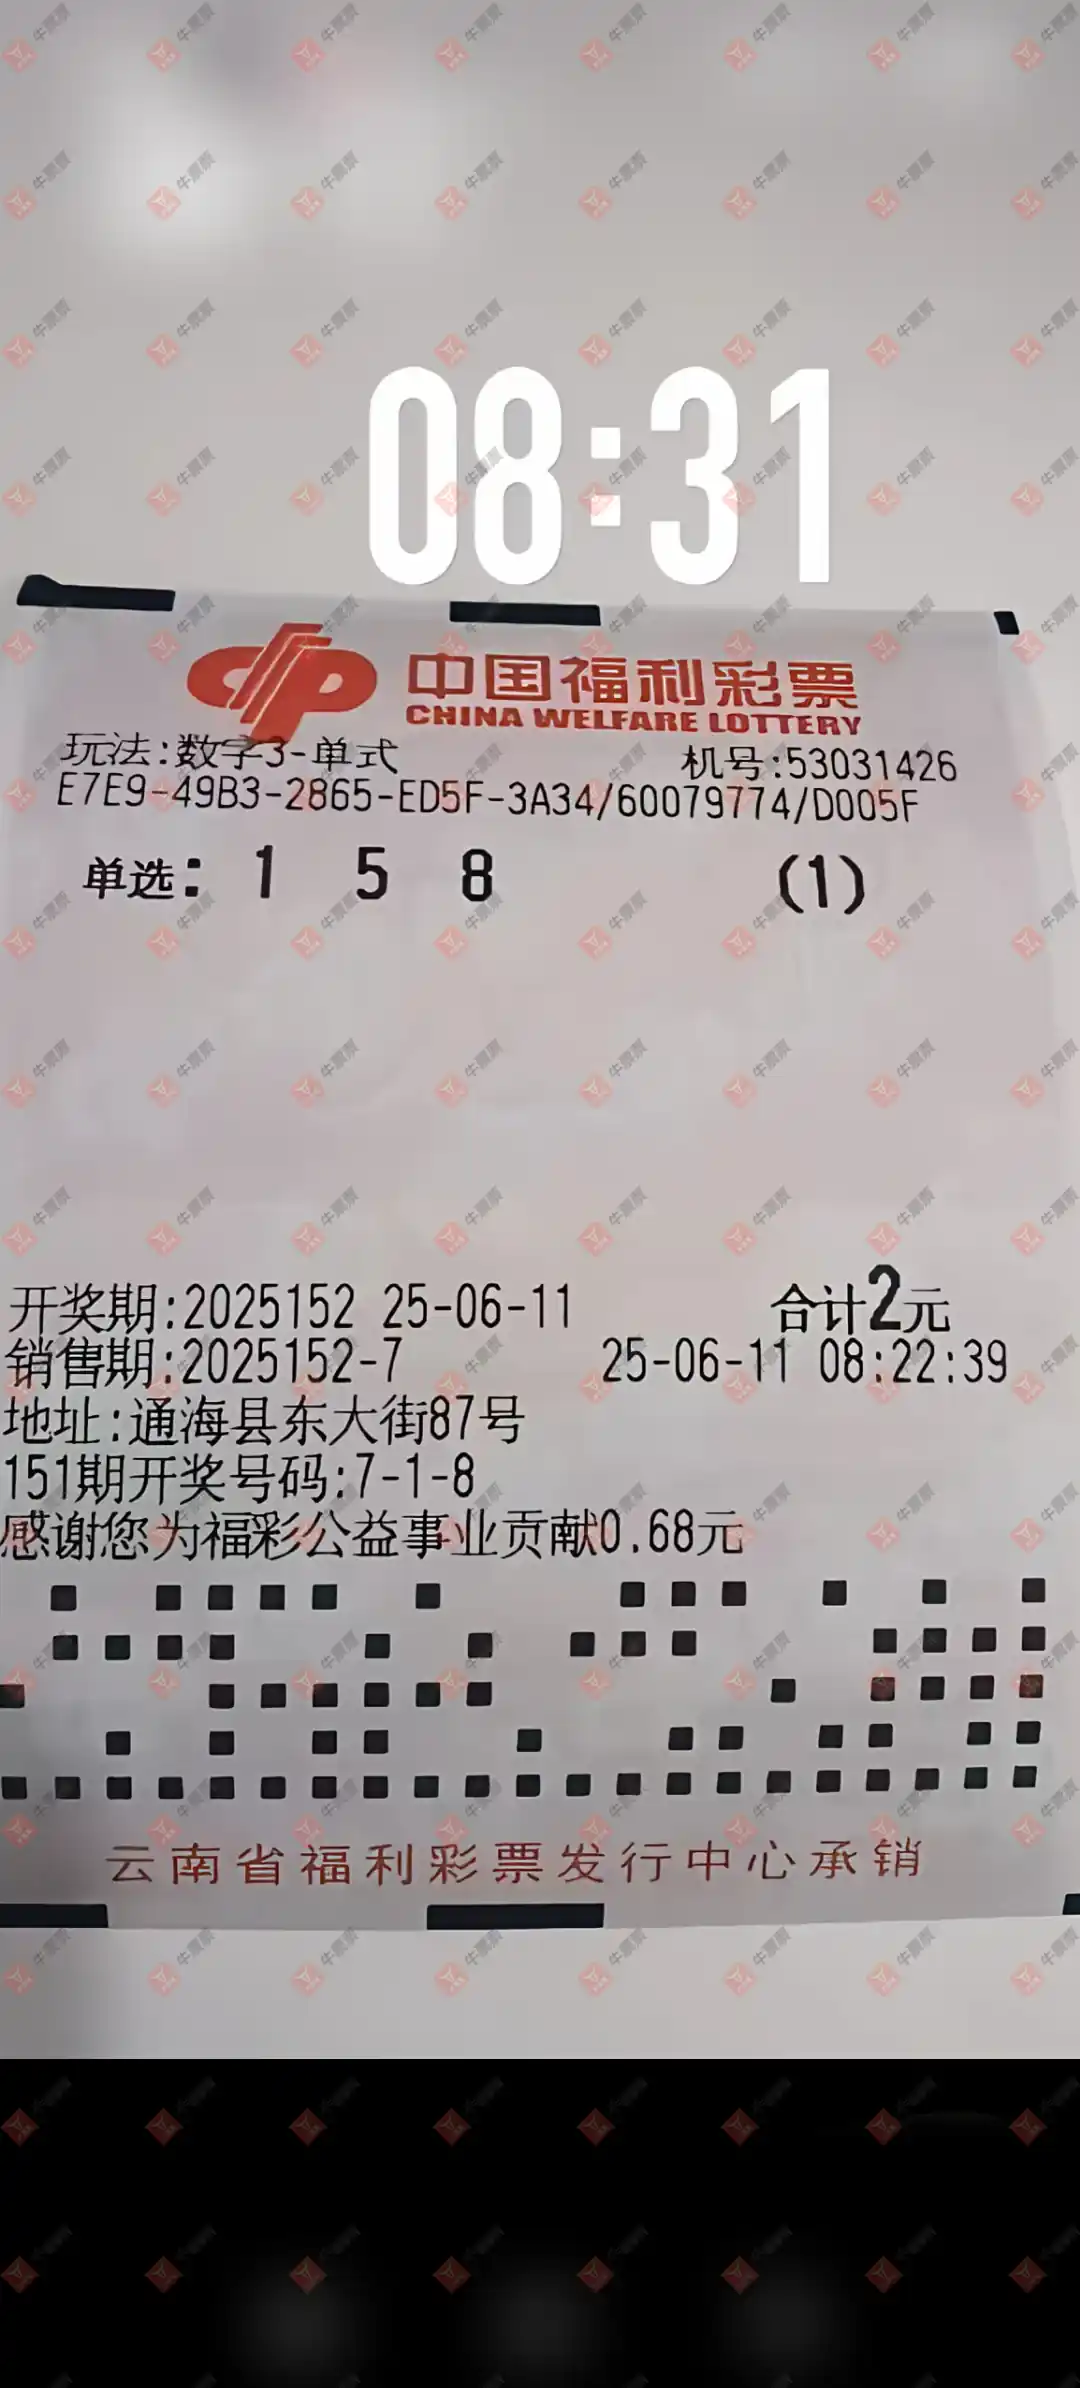 08:31
中国福利彩票
CHINA WELFARE LOTTERY
玩法:数字3-单式 机号:53031426
E7E9-49B3-2865-ED5F-3A34/60079774/D005F
单选: 1 5 8 (1)
开奖期:2025152 25-06-11 合计2元
销售期:2025152-7 25-06-11 08:22:39
地址:通海县东大街87号
151期开奖号码:7-1-8
感谢您为福彩公益事业贡献0.68元
云南省福利彩票发行中心承销
牛票票